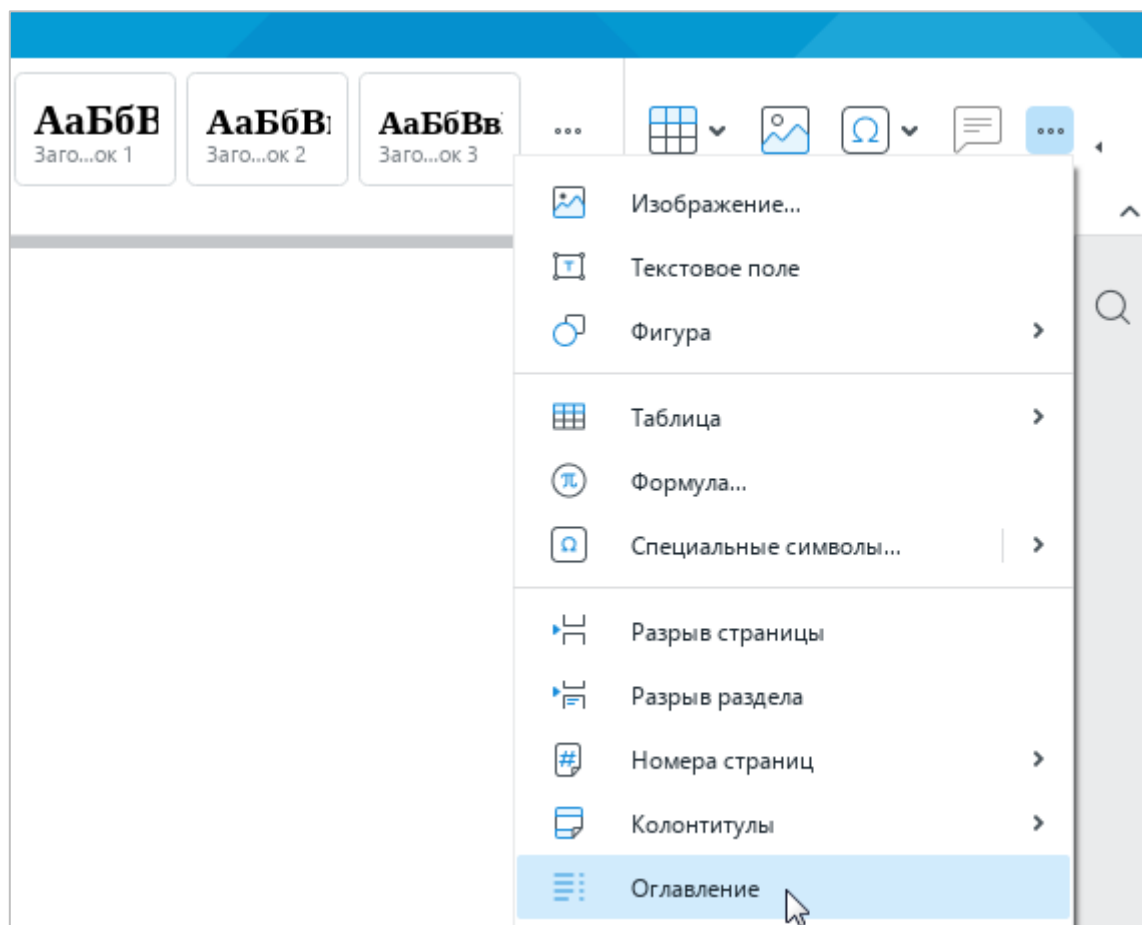 АаБбВ АаБбВ АаБбВв
Заго...ок 1 Заго...ок 2 Заго...ок 3
Изображение...
Текстовое поле
Фигура
Таблица
Формула...
Специальные символы...
Разрыв страницы
Разрыв раздела
Номера страниц
Колонтитулы
Оглавление